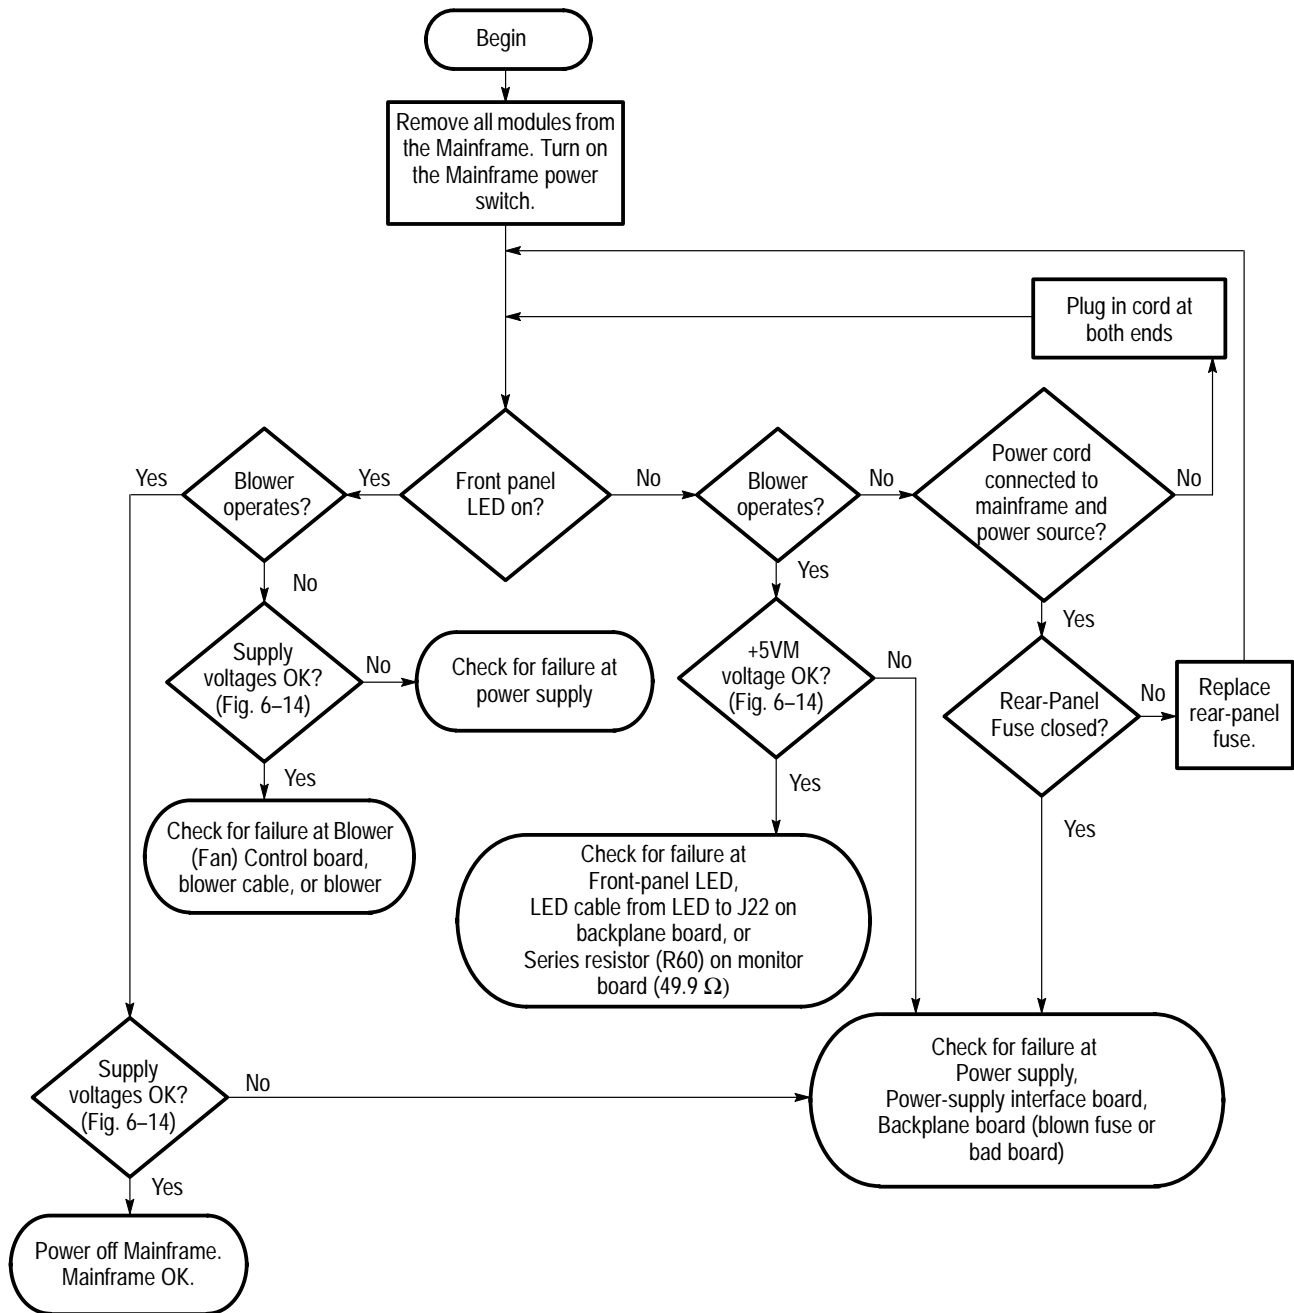 Begin
Remove all modules from
the Mainframe. Turn on
the Mainframe power
switch.
Plug in cord at
both ends
Yes
Blower
operates?
Yes
Front panel
LED on?
No
Blower
operates?
No
Power cord
connected to
mainframe and
power source?
No
No
Yes
Yes
Supply
voltages OK?
(Fig. 6–14)
No
Check for failure at
power supply
+5VM
voltage OK?
(Fig. 6–14)
No
Rear-Panel
Fuse closed?
No
Replace
rear-panel
fuse.
Yes
Yes
Yes
Check for failure at Blower
(Fan) Control board,
blower cable, or blower
Check for failure at
Front-panel LED,
LED cable from LED to J22 on
backplane board, or
Series resistor (R60) on monitor
board (49.9 Ω)
Supply
voltages OK?
(Fig. 6–14)
No
Check for failure at
Power supply,
Power-supply interface board,
Backplane board (blown fuse or
bad board)
Yes
Power off Mainframe.
Mainframe OK.